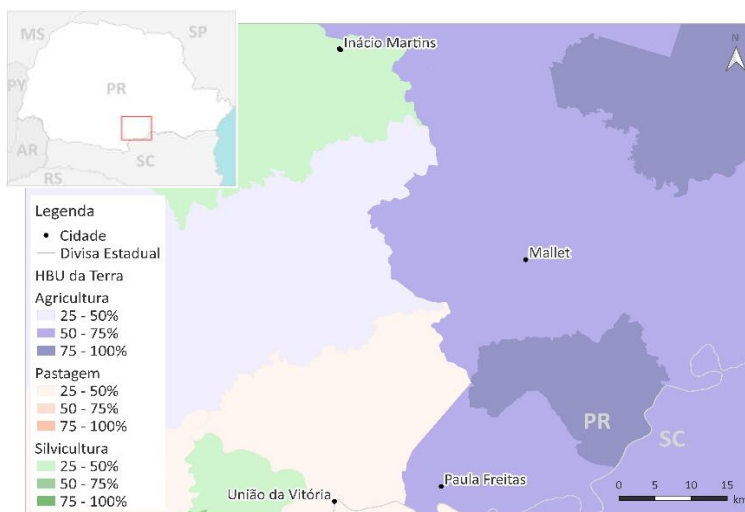 MS
SP
PY
PR
AR
SC
RS
Inácio Martins
N
Mallet
Legenda
Cidade
Divisa Estadual
HBU da Terra
Agricultura
25 - 50%
50 - 75%
75 - 100%
Pastagem
25 - 50%
50 - 75%
75 - 100%
Silvicultura
25 - 50%
50 - 75%
75 - 100%
PR
SC
União da Vitória
Paula Freitas
0 5 10 15
km